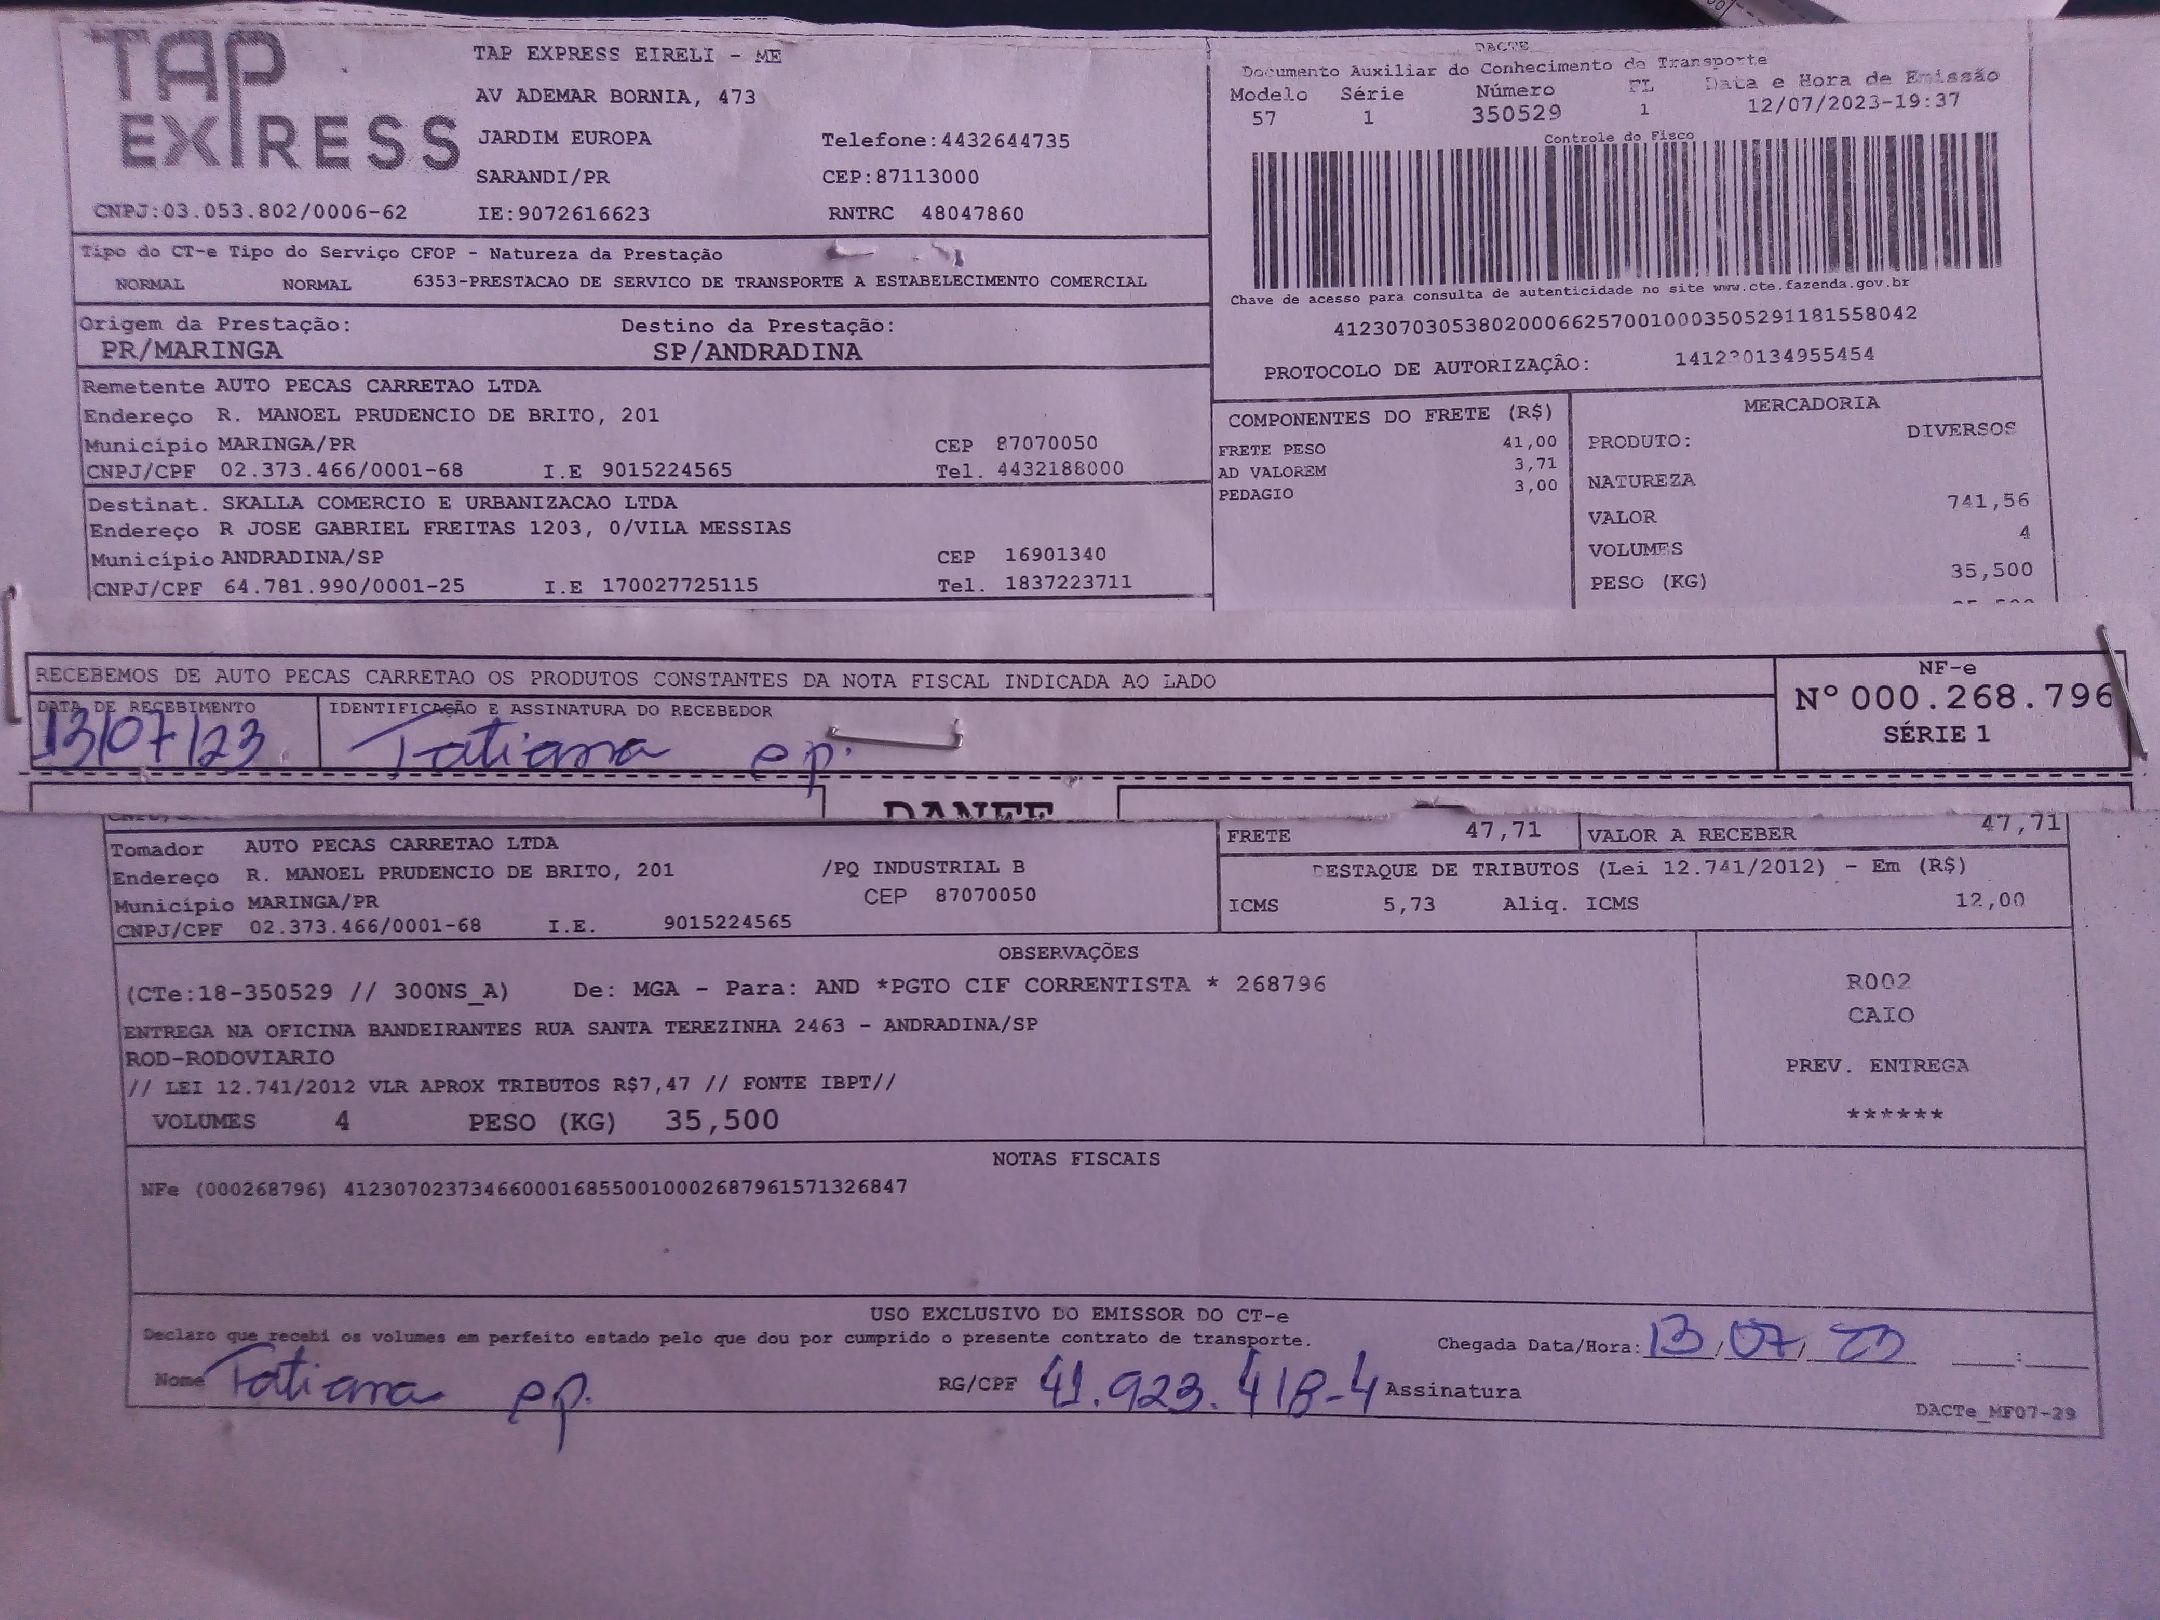 TAP EXPRESS
TAP EXPRESS EIRELI - ME
AV ADEMAR BORNIA, 473
JARDIM EUROPA Telefone:4432644735
SARANDI/PR CEP:87113000
CNPJ:03.053.802/0006-62 IE:9072616623 RNTRC 48047860
DACTE
Documento Auxiliar do Conhecimento de Transporte
Modelo Série Número FL Data e Hora de Emissão
57 1 350529 1 12/07/2023-19:37
Controle do Fisco
Chave de acesso para consulta de autenticidade no site www.cte.fazenda.gov.br
41230703053802000662570010003505291181558042
PROTOCOLO DE AUTORIZAÇÃO:
Tipo do CT-e Tipo do Serviço CFOP - Natureza da Prestação
NORMAL NORMAL 6353-PRESTACAO DE SERVICO DE TRANSPORTE A ESTABELECIMENTO COMERCIAL
Origem da Prestação: Destino da Prestação:
PR/MARINGA SP/ANDRADINA
Remetente AUTO PECAS CARRETAO LTDA
Endereço R. MANOEL PRUDENCIO DE BRITO, 201
Município MARINGA/PR CEP 87070050
CNPJ/CPF 02.373.466/0001-68 I.E 9015224565 Tel. 4432188000
Destinat. SKALLA COMERCIO E URBANIZACAO LTDA
Endereço R JOSE GABRIEL FREITAS 1203, 0/VILA MESSIAS
Município ANDRADINA/SP CEP 16901340
CNPJ/CPF 64.781.990/0001-25 I.E 170027725115 Tel. 1837223711
COMPONENTES DO FRETE (R$)
FRETE PESO 41,00
AD VALOREM 3,71
PEDAGIO 3,00
MERCADORIA
PRODUTO: DIVERSOS
NATUREZA
VALOR 741,56
VOLUMES 4
PESO (KG) 35,500
RECEBEMOS DE AUTO PECAS CARRETAO OS PRODUTOS CONSTANTES DA NOTA FISCAL INDICADA AO LADO
DATA DE RECEBIMENTO IDENTIFICAÇÃO E ASSINATURA DO RECEBEDOR
13/07/23 Tatiana ep.
NF-e
Nº 000.268.796
SÉRIE 1
DANFE
Tomador AUTO PECAS CARRETAO LTDA
Endereço R. MANOEL PRUDENCIO DE BRITO, 201 /PQ INDUSTRIAL B
Município MARINGA/PR CEP 87070050
CNPJ/CPF 02.373.466/0001-68 I.E. 9015224565
FRETE 47,71 VALOR A RECEBER 47,71
DESTAQUE DE TRIBUTOS (Lei 12.741/2012) - Em (R$)
ICMS 5,73 Aliq. ICMS 12,00
OBSERVAÇÕES
(CTe:18-350529 // 300NS_A) De: MGA - Para: AND *PGTO CIF CORRENTISTA * 268796
ENTREGA NA OFICINA BANDEIRANTES RUA SANTA TEREZINHA 2463 - ANDRADINA/SP
ROD-RODOVIARIO
// LEI 12.741/2012 VLR APROX TRIBUTOS R$7,47 // FONTE IBPT//
VOLUMES 4 PESO (KG) 35,500
R002
CAIO
PREV. ENTREGA
******
NOTAS FISCAIS
NFe (000268796) 41230702373466000168550010002687961571326847
USO EXCLUSIVO DO EMISSOR DO CT-e
Declaro que recebi os volumes em perfeito estado pelo que dou por cumprido o presente contrato de transporte. Chegada Data/Hora: 13/07/23 ___:___
Nome Tatiana ep. RG/CPF 41.923.418-4 Assinatura
DACTe_MF07-29